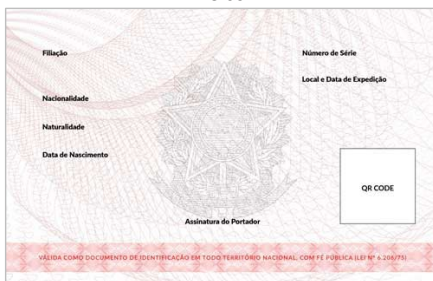 Filiação
Número de Série
Local e Data de Expedição
Nacionalidade
Naturalidade
Data de Nascimento
QR CODE
Assinatura do Portador
VÁLIDA COMO DOCUMENTO DE IDENTIFICAÇÃO EM TODO TERRITÓRIO NACIONAL, COM FÉ PÚBLICA (LEI Nº 6.206/75)